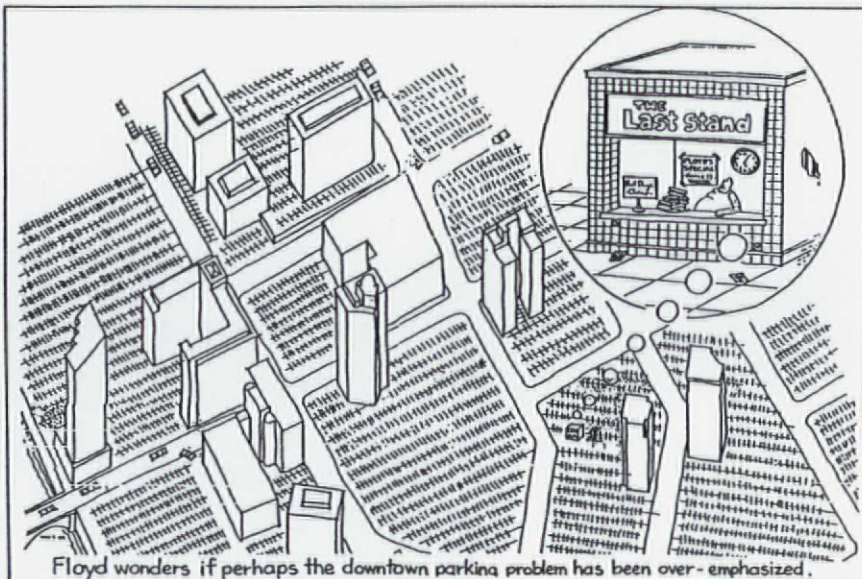 THE
Last Stand
Floyd wonders if perhaps the downtown parking problem has been over-emphasized.